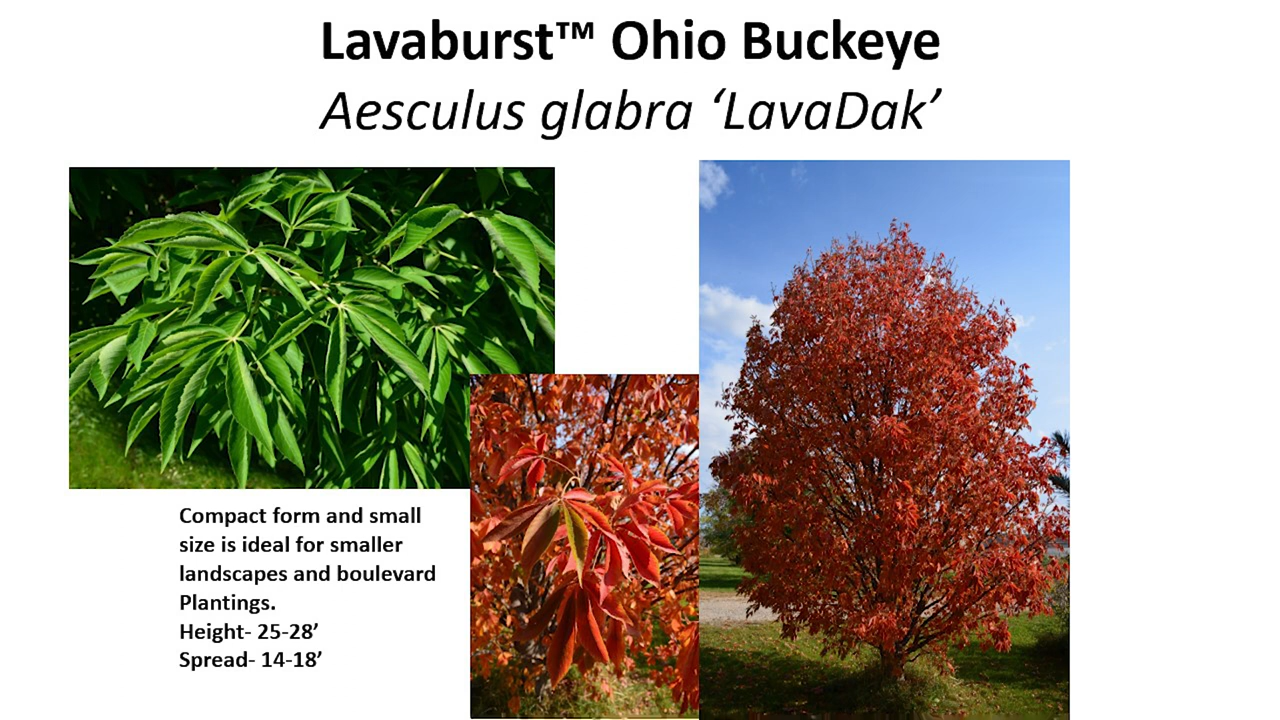 Lavaburst™ Ohio Buckeye
Aesculus glabra ‘LavaDak’
Compact form and small
size is ideal for smaller
landscapes and boulevard
Plantings.
Height- 25-28’
Spread- 14-18’